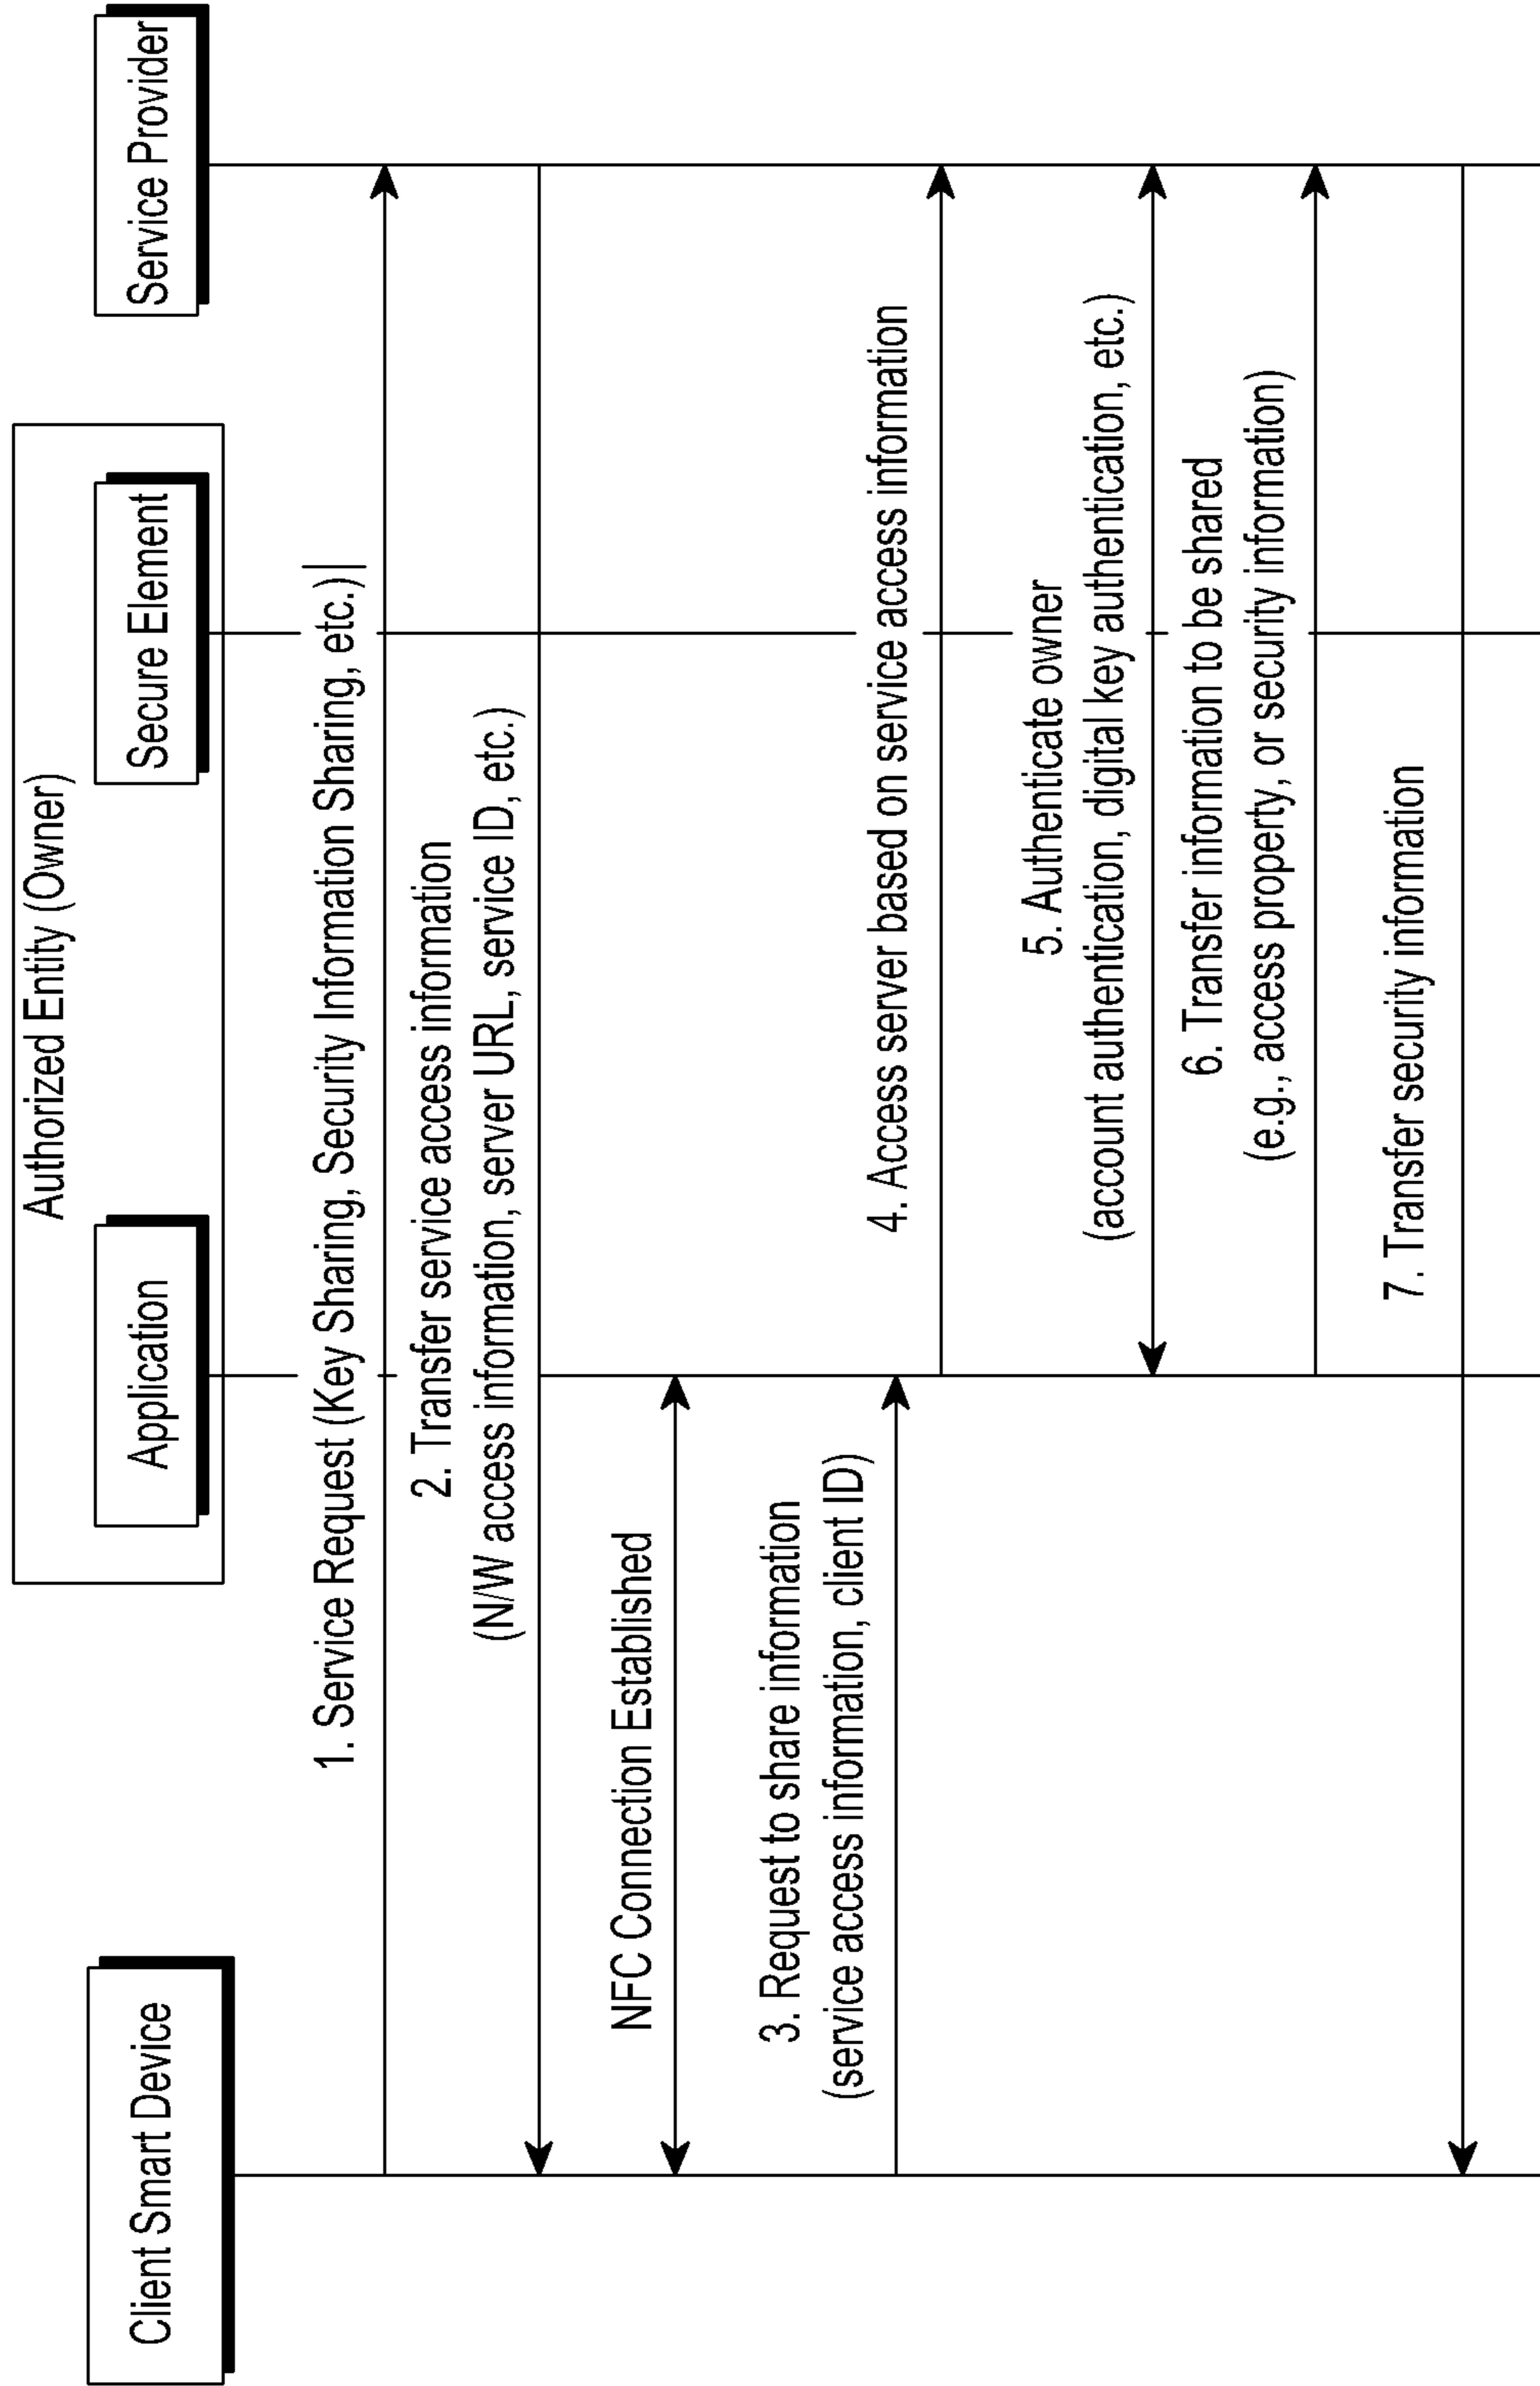 Authorized Entity (Owner)
Client Smart Device
Application
Secure Element
Service Provider
1. Service Request (Key Sharing, Security Information Sharing, etc.)
2. Transfer service access information
(N/W access information, server URL, service ID, etc.)
NFC Connection Established
3. Request to share information
(service access information, client ID)
4. Access server based on service access information
5. Authenticate owner
(account authentication, digital key authentication, etc.)
6. Transfer information to be shared
(e.g., access property, or security information)
7. Transfer security information